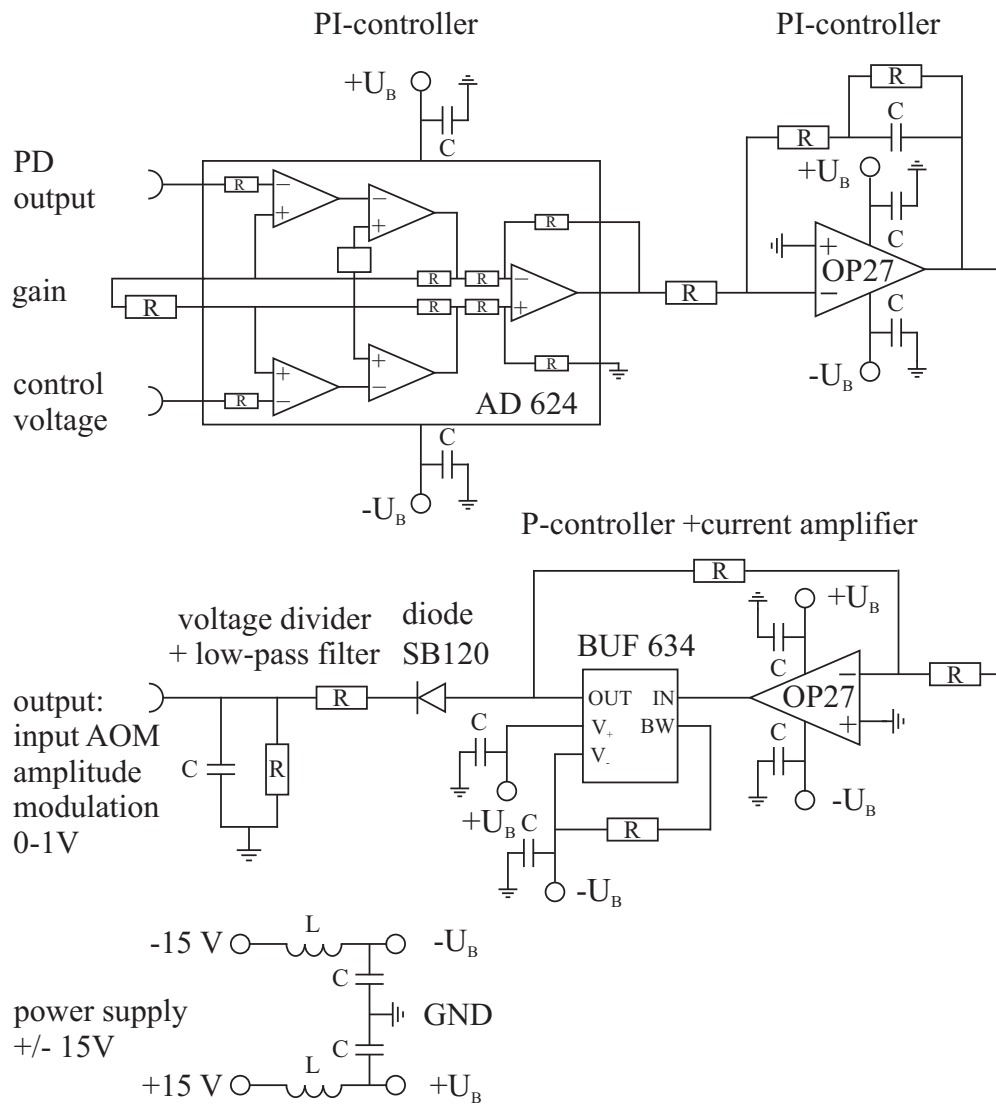 PI-controller
PI-controller
+U_B
C
R
R
C
PD
output
R
+U_B
C
gain
R
R
R
R
R
R
R
R
+
OP27
−
C
-U_B
control
voltage
R
−
+
−
+
+
−
+
−
−
+
AD 624
C
-U_B
P-controller +current amplifier
R
+U_B
C
voltage divider
+ low-pass filter
diode
SB120
BUF 634
output:
input AOM
amplitude
modulation
0-1V
R
C
R
OUT
IN
V+
BW
V-
C
+U_B
C
R
-U_B
OP27
−
+
R
C
-U_B
-15 V
L
-U_B
C
power supply
+/- 15V
GND
C
+15 V
L
+U_B